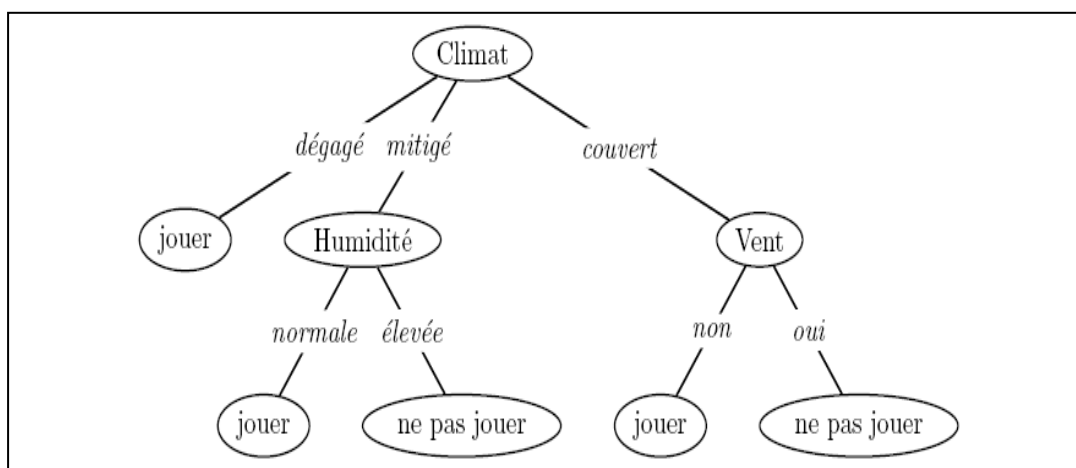 Climat
dégagé mitigé couvert
jouer Humidité Vent
normale élevée non oui
jouer ne pas jouer jouer ne pas jouer